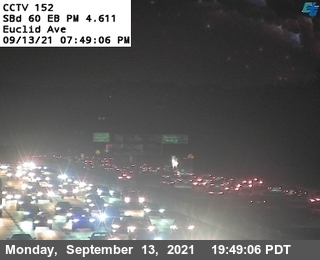 CCTV 152
SBd 60 EB PM 4.611
Euclid Ave
09/13/21 07:49:06 PM
Monday, September 13, 2021 19:49:06 PDT